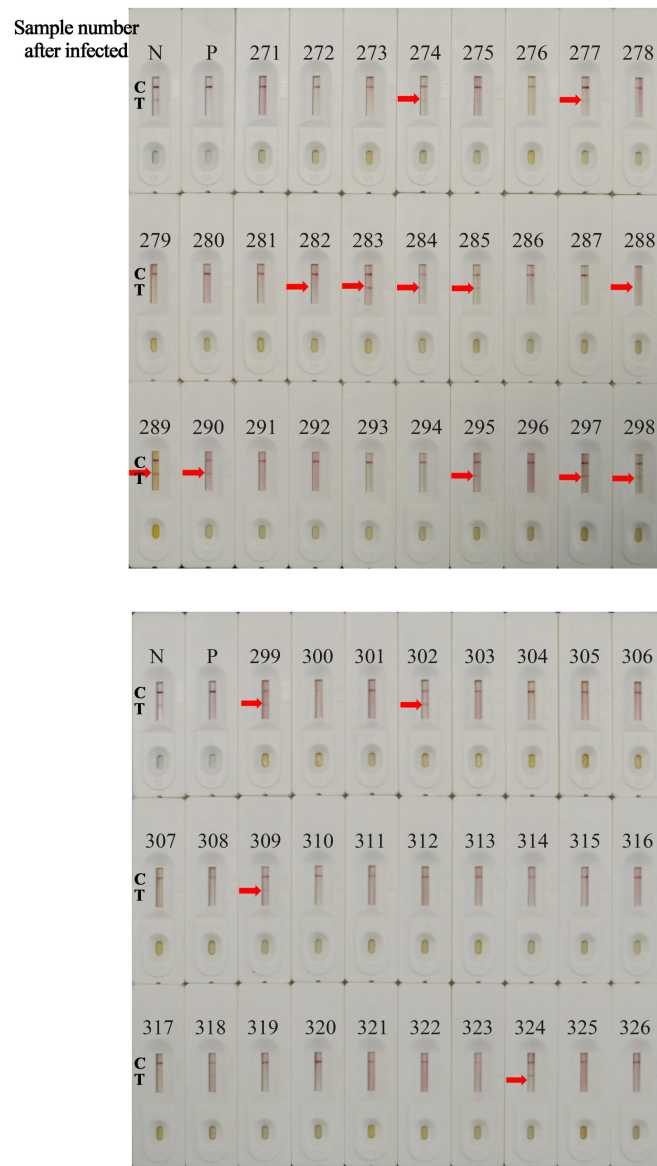 Sample number
after infected
N P 271 272 273 274 275 276 277 278
C
T
279 280 281 282 283 284 285 286 287 288
C
T
289 290 291 292 293 294 295 296 297 298
C
T
N P 299 300 301 302 303 304 305 306
C
T
307 308 309 310 311 312 313 314 315 316
C
T
317 318 319 320 321 322 323 324 325 326
C
T